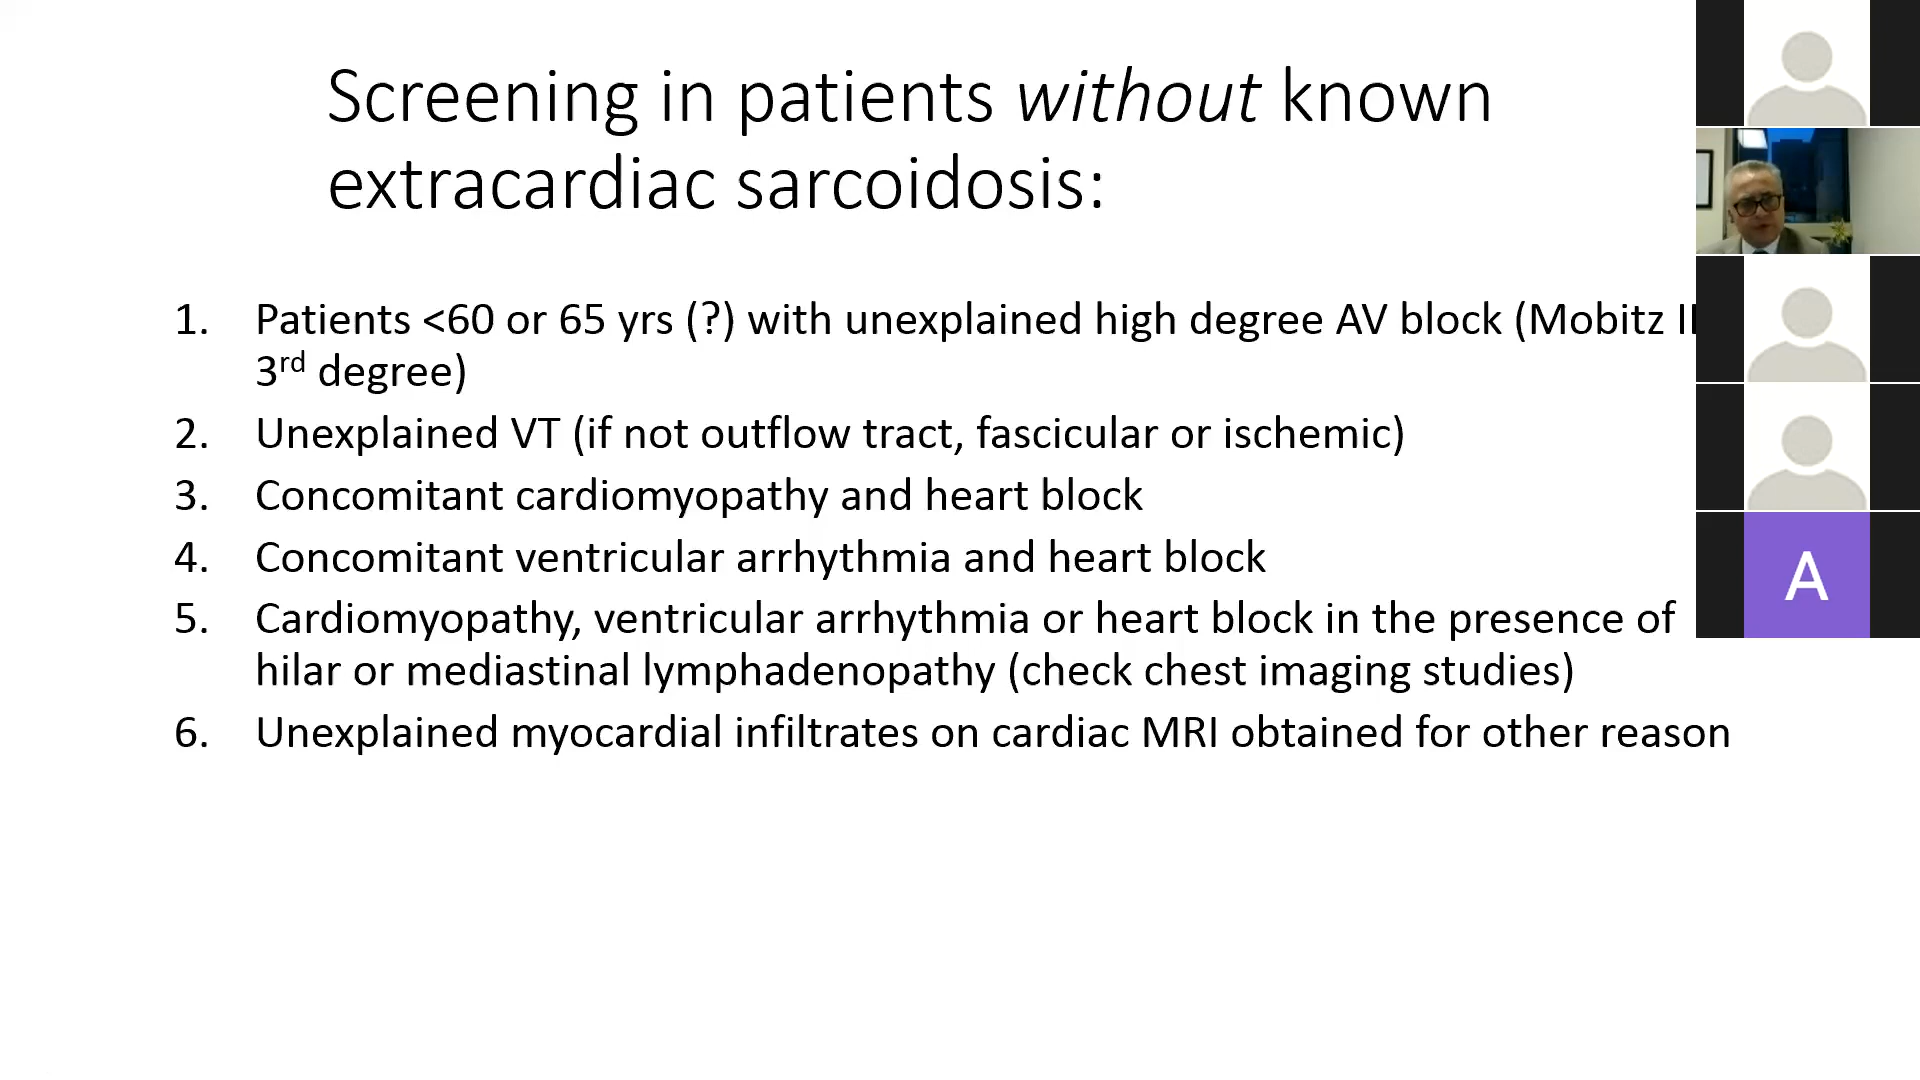 Screening in patients without known
extracardiac sarcoidosis:
1. Patients <60 or 65 yrs (?) with unexplained high degree AV block (Mobitz II
3rd degree)
2. Unexplained VT (if not outflow tract, fascicular or ischemic)
3. Concomitant cardiomyopathy and heart block
4. Concomitant ventricular arrhythmia and heart block
5. Cardiomyopathy, ventricular arrhythmia or heart block in the presence of
hilar or mediastinal lymphadenopathy (check chest imaging studies)
6. Unexplained myocardial infiltrates on cardiac MRI obtained for other reason
A